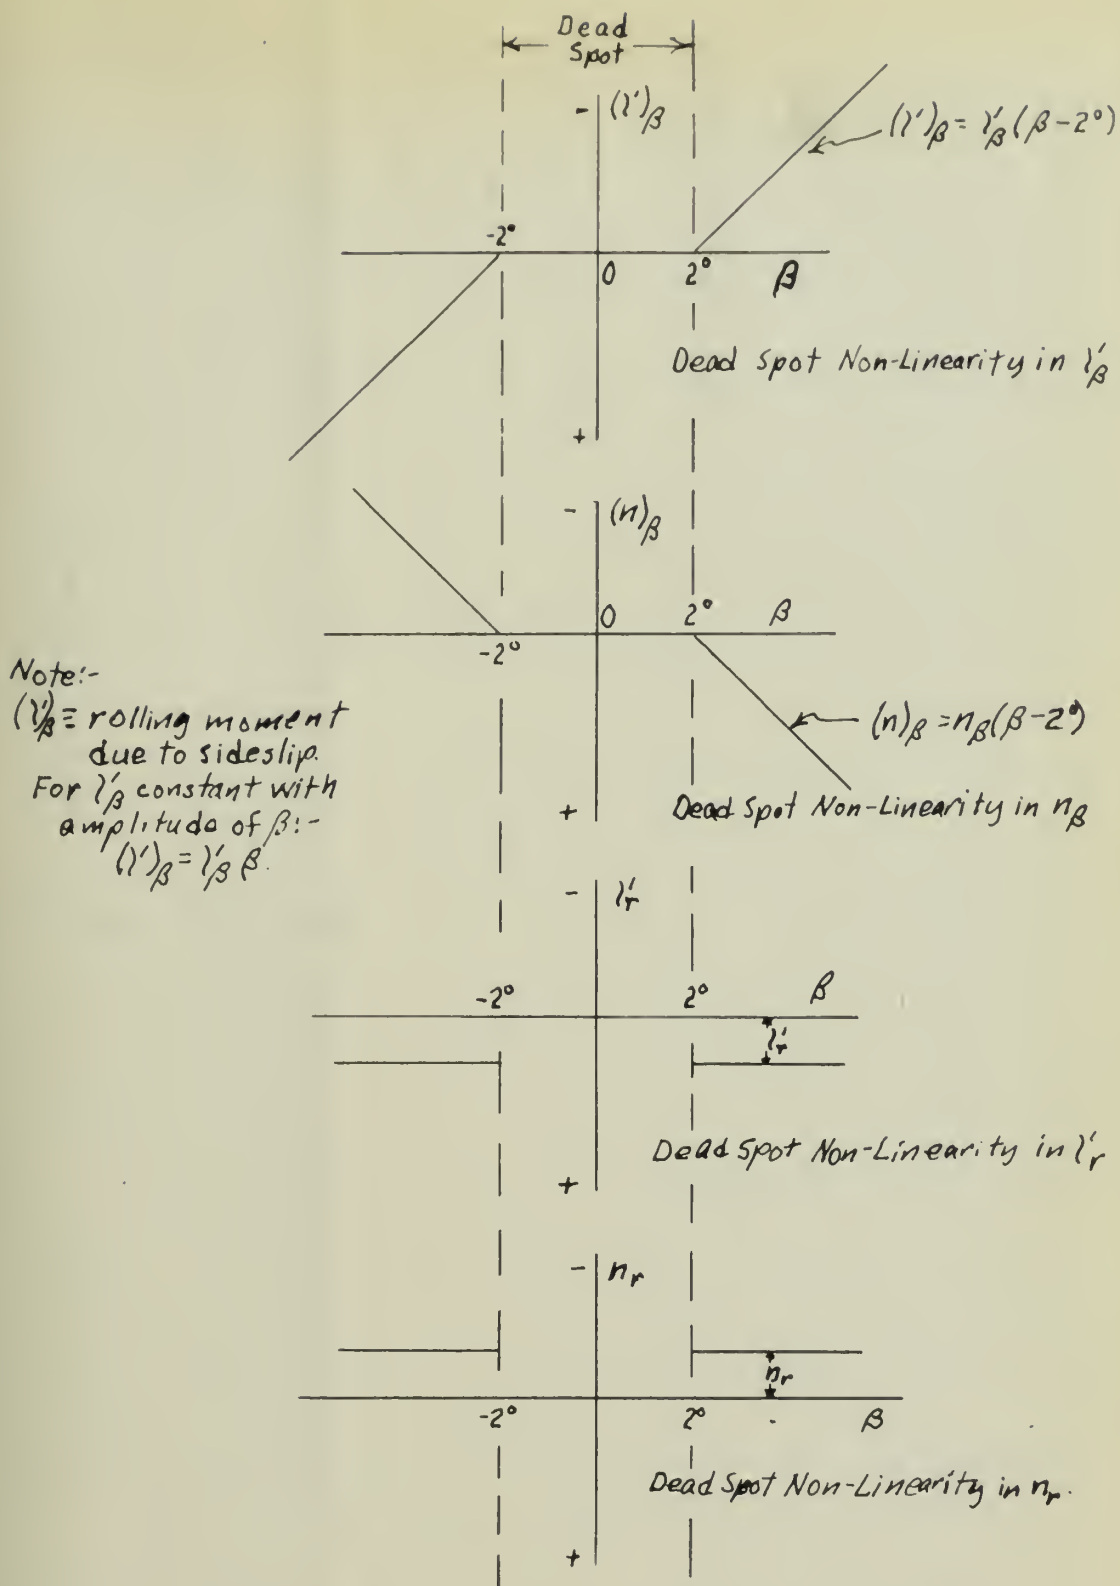 Dead
Spot
- (l')β
(l')β = l'β (β-2°)
-2°
0 2° β
Dead Spot Non-Linearity in l'β
+
- (n)β
0 2° β
-2°
Note:-
(l')β ≡ rolling moment
due to sideslip.
For l'β constant with
amplitude of β:-
(l')β = l'β β.
(n)β = nβ(β-2°)
+
Dead Spot Non-Linearity in nβ
- l'r
-2° 2° β
l'r
Dead Spot Non-Linearity in l'r
+
- nr
nr
-2° 2° β
Dead Spot Non-Linearity in nr.
+